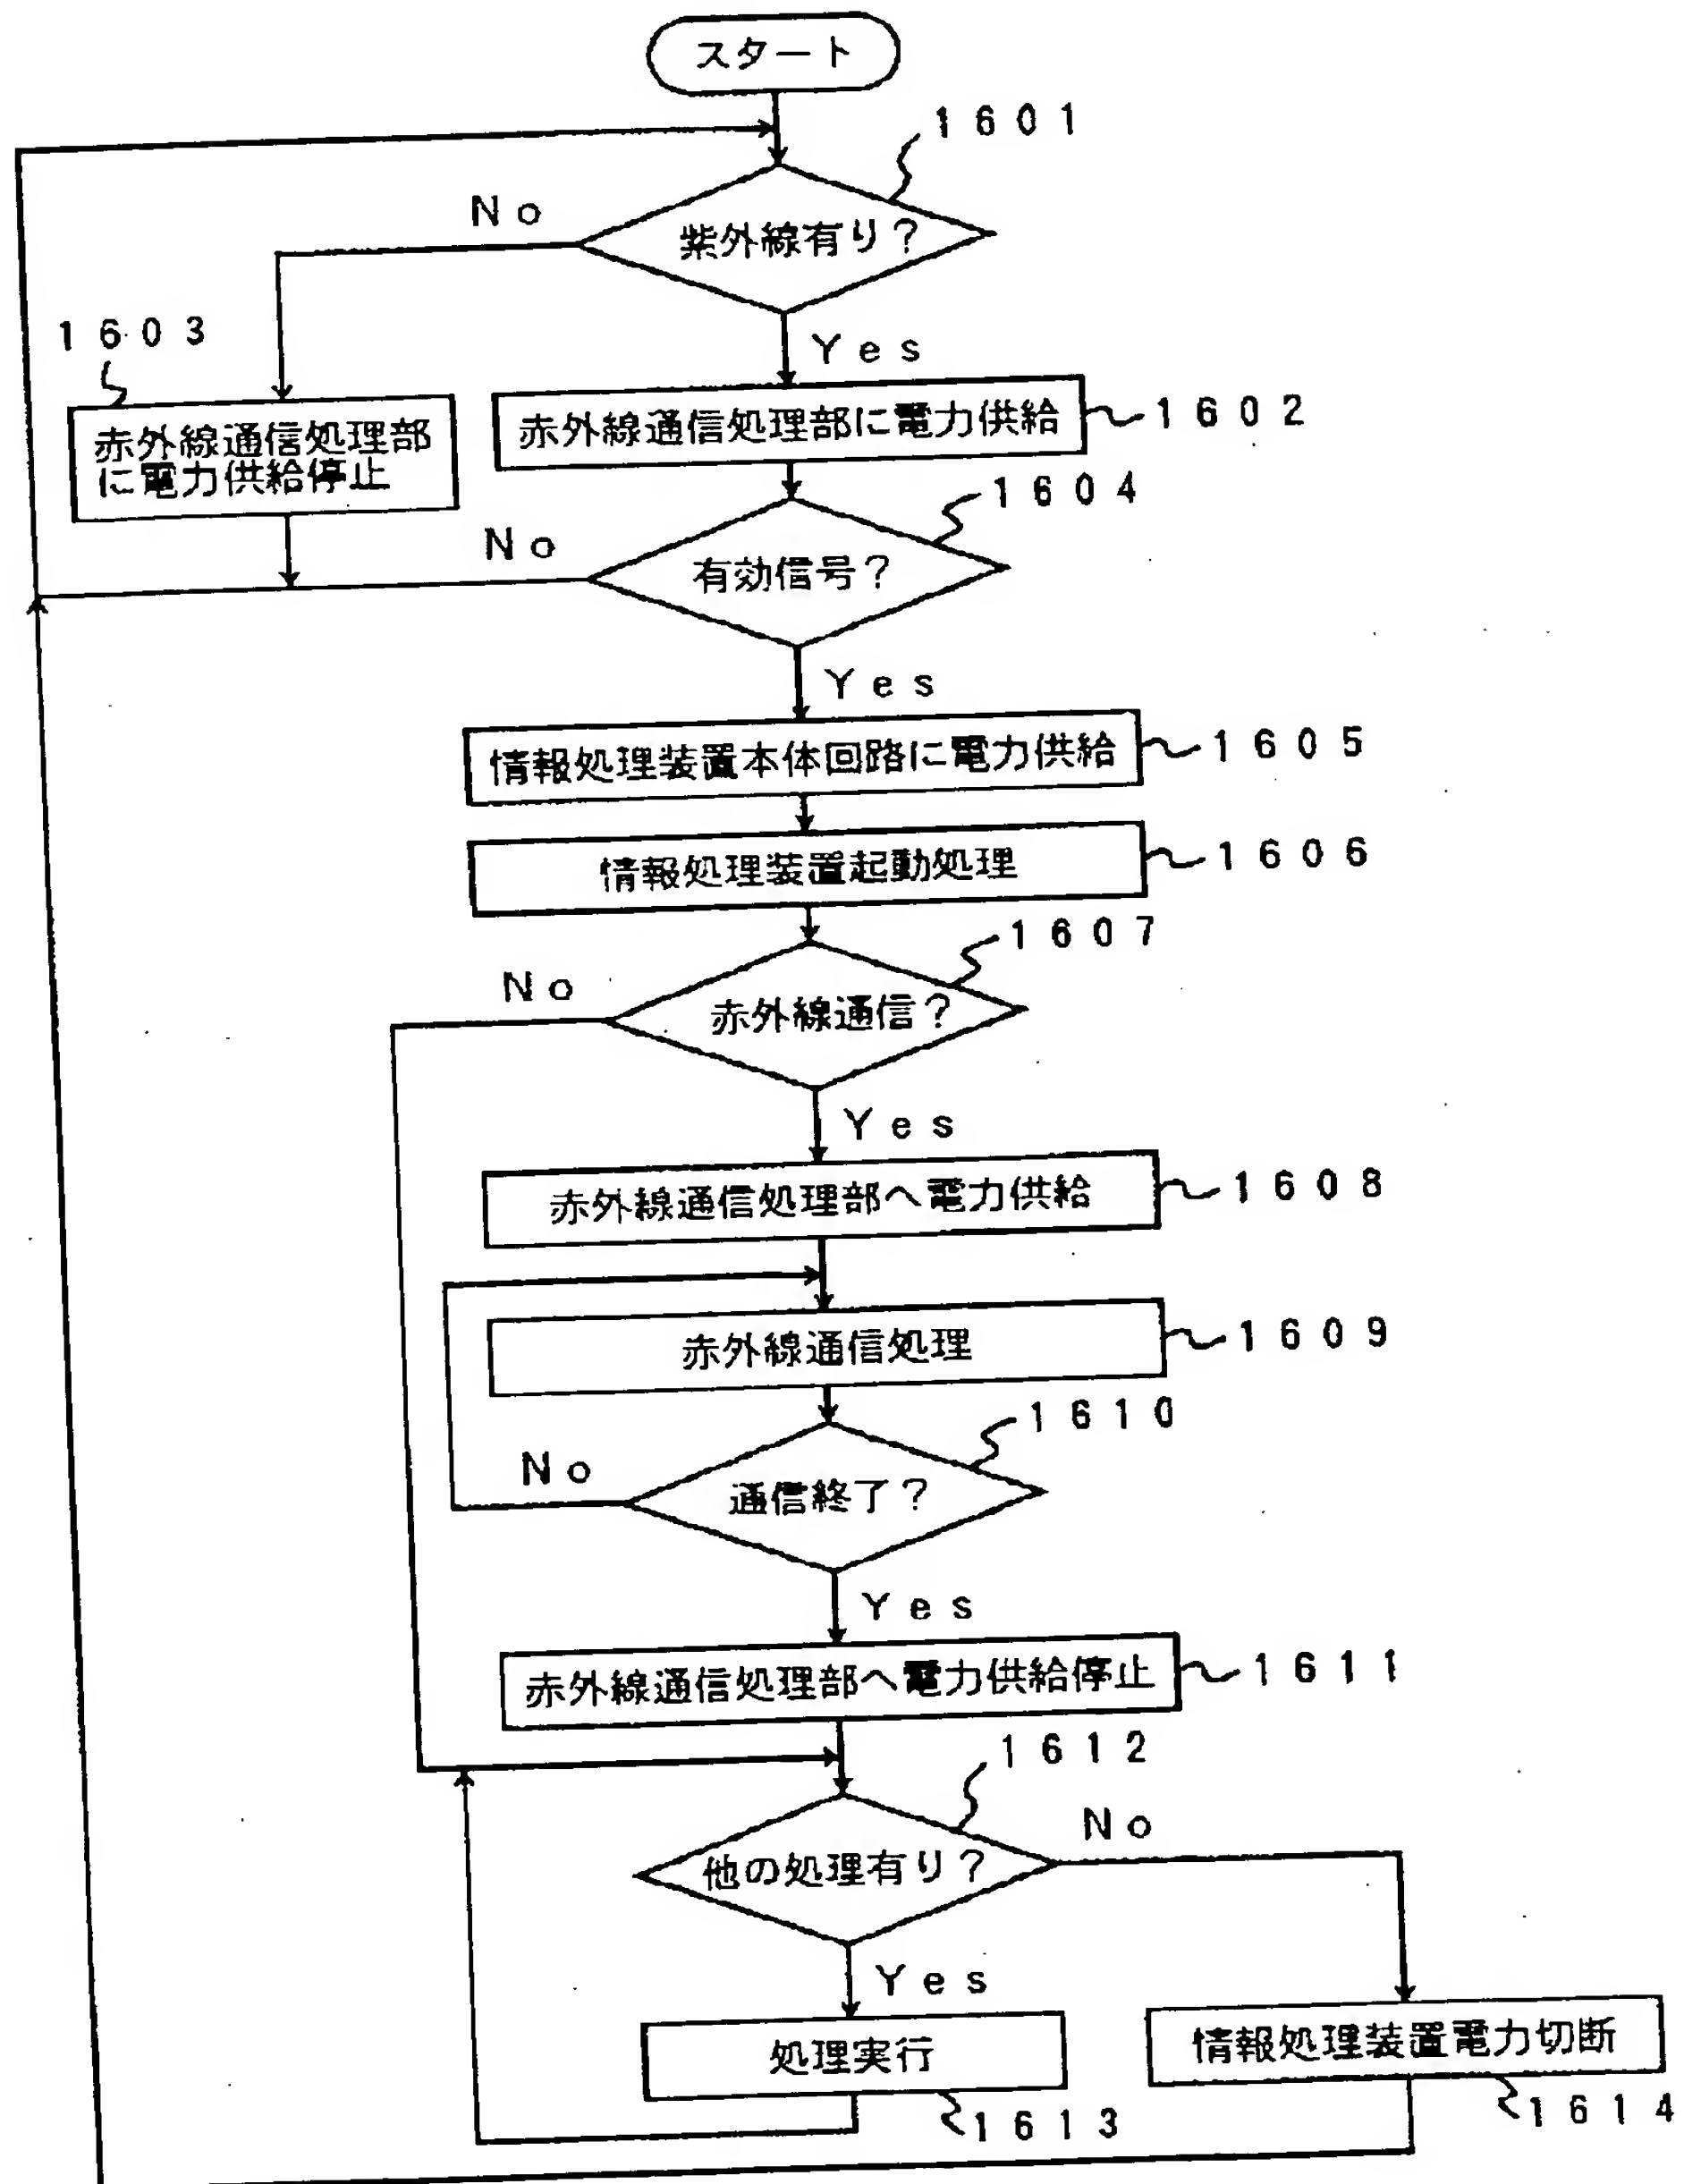 スタート
1601
紫外線有り？
No
Yes
1603
赤外線通信処理部
に電力供給停止
赤外線通信処理部に電力供給
1602
1604
有効信号？
No
Yes
情報処理装置本体回路に電力供給
1605
情報処理装置起動処理
1606
1607
赤外線通信？
No
Yes
赤外線通信処理部へ電力供給
1608
赤外線通信処理
1609
1610
通信終了？
No
Yes
赤外線通信処理部へ電力供給停止
1611
1612
他の処理有り？
No
Yes
処理実行
1613
情報処理装置電力切断
1614